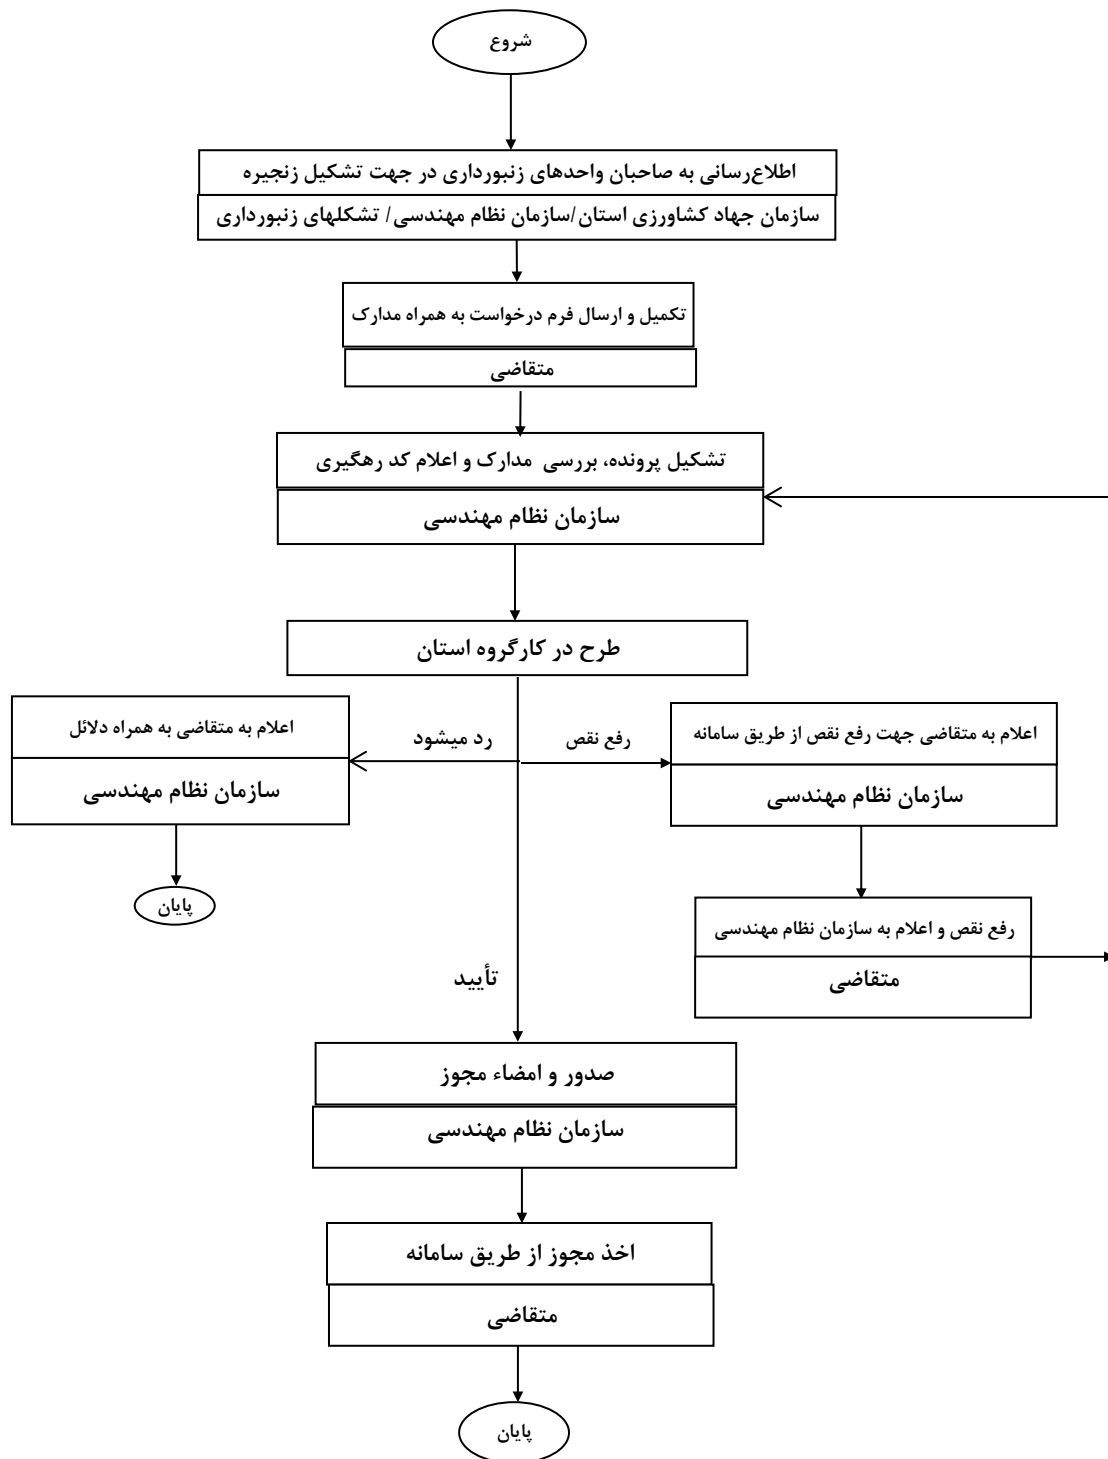 شروع
اطلاع‌رسانی به صاحبان واحدهای زنبورداری در جهت تشکیل زنجیره
سازمان جهاد کشاورزی استان/سازمان نظام مهندسی/ تشکلهای زنبورداری
تکمیل و ارسال فرم درخواست به همراه مدارک
متقاضی
تشکیل پرونده، بررسی مدارک و اعلام کد رهگیری
سازمان نظام مهندسی
طرح در کارگروه استان
اعلام به متقاضی جهت رفع نقص از طریق سامانه
سازمان نظام مهندسی
رفع نقص
رد میشود
اعلام به متقاضی به همراه دلائل
سازمان نظام مهندسی
پایان
رفع نقص و اعلام به سازمان نظام مهندسی
متقاضی
تأیید
صدور و امضاء مجوز
سازمان نظام مهندسی
اخذ مجوز از طریق سامانه
متقاضی
پایان